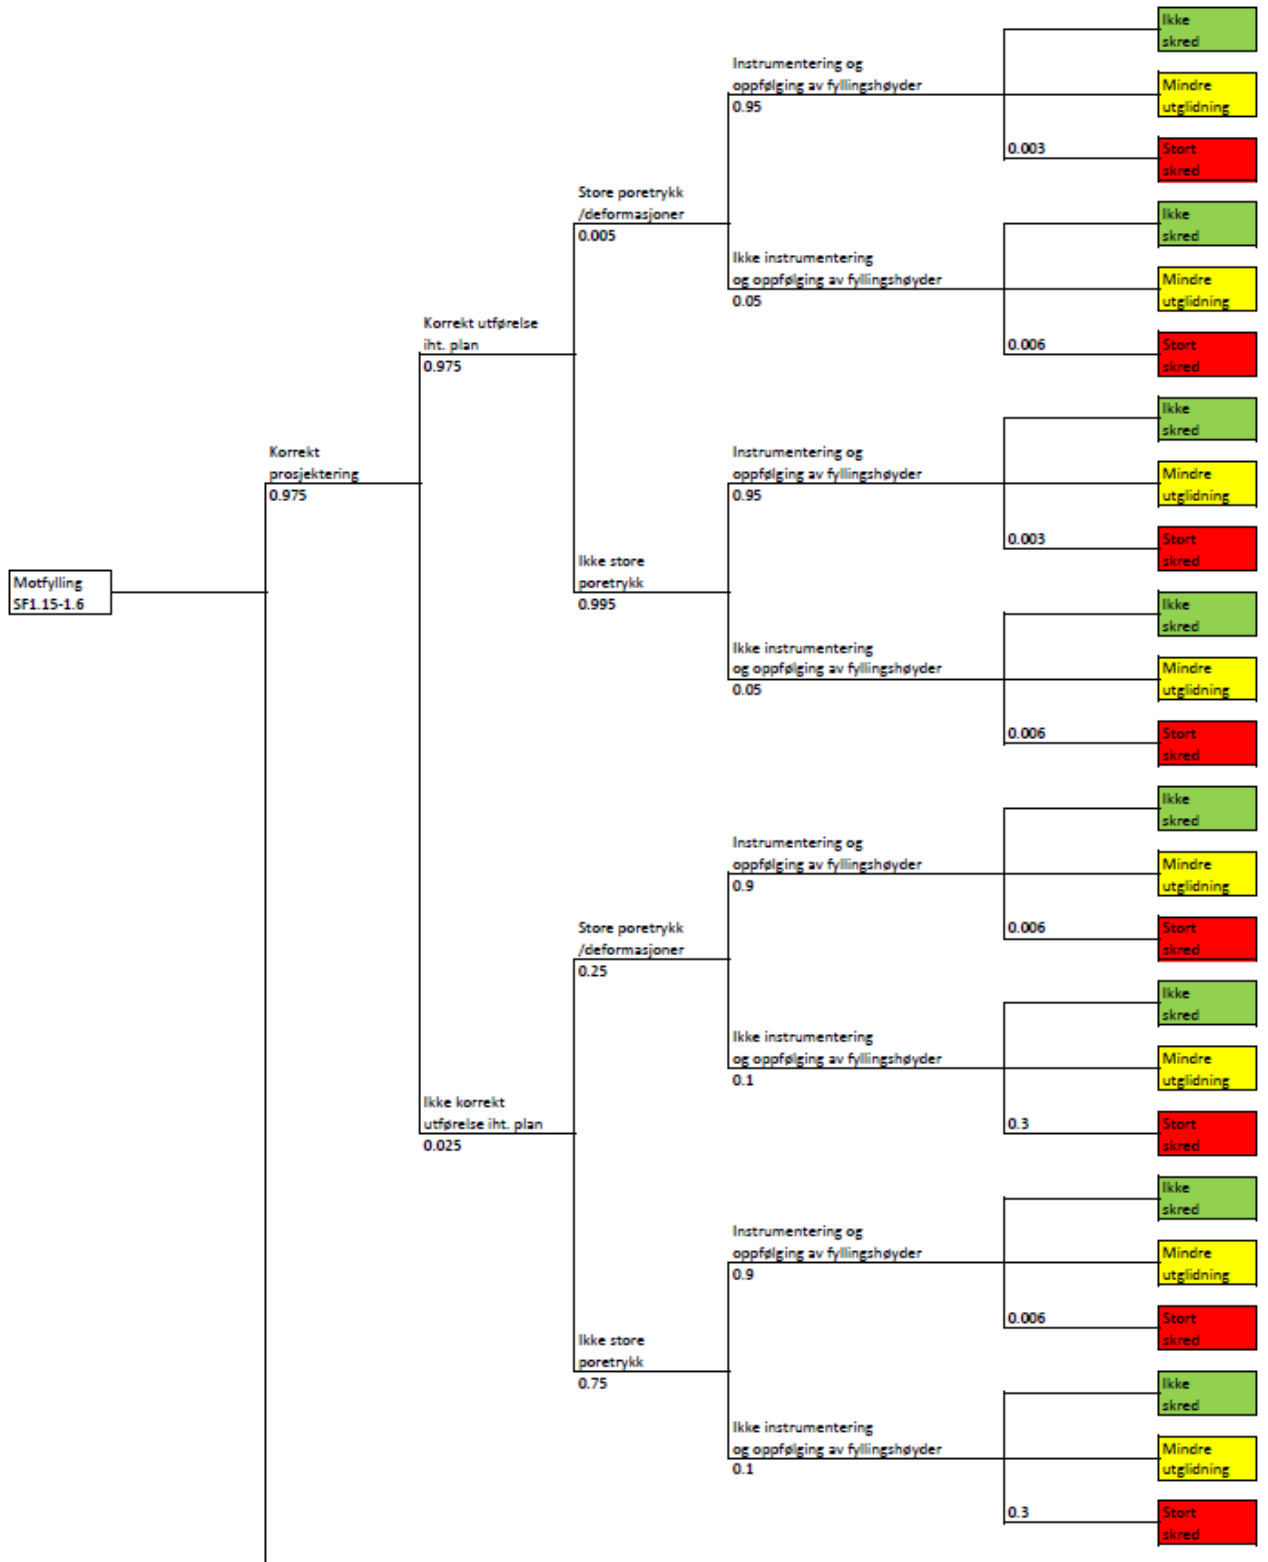 Ikke
skred
Instrumentering og
oppfølging av fyllingshøyder
0.95
Mindre
utglidning
0.003
Stort
skred
Store poretrykk
/deformasjoner
0.005
Ikke
skred
Ikke instrumentering
og oppfølging av fyllingshøyder
0.05
Mindre
utglidning
Korrekt utførelse
iht. plan
0.975
0.006
Stort
skred
Ikke
skred
Korrekt
prosjektering
0.975
Instrumentering og
oppfølging av fyllingshøyder
0.95
Mindre
utglidning
0.003
Stort
skred
Ikke store
poretrykk
0.995
Motfylling
SF1.15-1.6
Ikke
skred
Ikke instrumentering
og oppfølging av fyllingshøyder
0.05
Mindre
utglidning
0.006
Stort
skred
Ikke
skred
Instrumentering og
oppfølging av fyllingshøyder
0.9
Mindre
utglidning
Store poretrykk
/deformasjoner
0.25
0.006
Stort
skred
Ikke
skred
Ikke instrumentering
og oppfølging av fyllingshøyder
0.1
Mindre
utglidning
Ikke korrekt
utførelse iht. plan
0.025
0.3
Stort
skred
Ikke
skred
Instrumentering og
oppfølging av fyllingshøyder
0.9
Mindre
utglidning
0.006
Stort
skred
Ikke store
poretrykk
0.75
Ikke
skred
Ikke instrumentering
og oppfølging av fyllingshøyder
0.1
Mindre
utglidning
0.3
Stort
skred